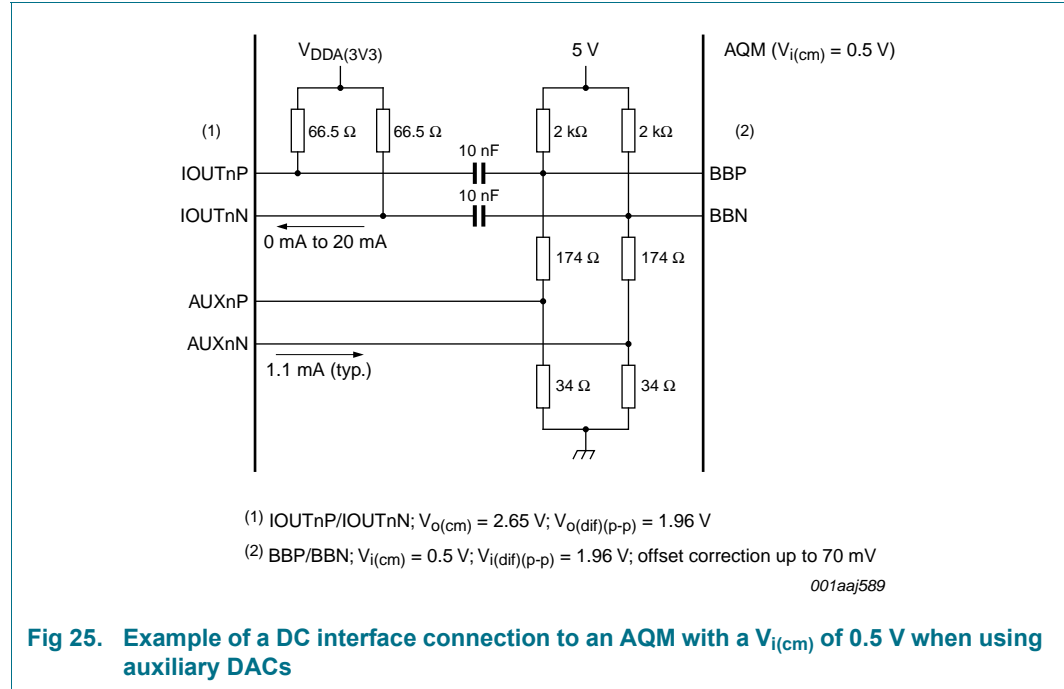 V_DDA(3V3)
5 V
AQM (V_i(cm) = 0.5 V)
(1)
66.5 Ω
66.5 Ω
2 kΩ
2 kΩ
(2)
10 nF
IOUTnP
BBP
10 nF
IOUTnN
BBN
0 mA to 20 mA
174 Ω
174 Ω
AUXnP
AUXnN
1.1 mA (typ.)
34 Ω
34 Ω
(1) IOUTnP/IOUTnN; V_o(cm) = 2.65 V; V_o(dif)(p-p) = 1.96 V
(2) BBP/BBN; V_i(cm) = 0.5 V; V_i(dif)(p-p) = 1.96 V; offset correction up to 70 mV
001aaj589
Fig 25. Example of a DC interface connection to an AQM with a V_i(cm) of 0.5 V when using
auxiliary DACs